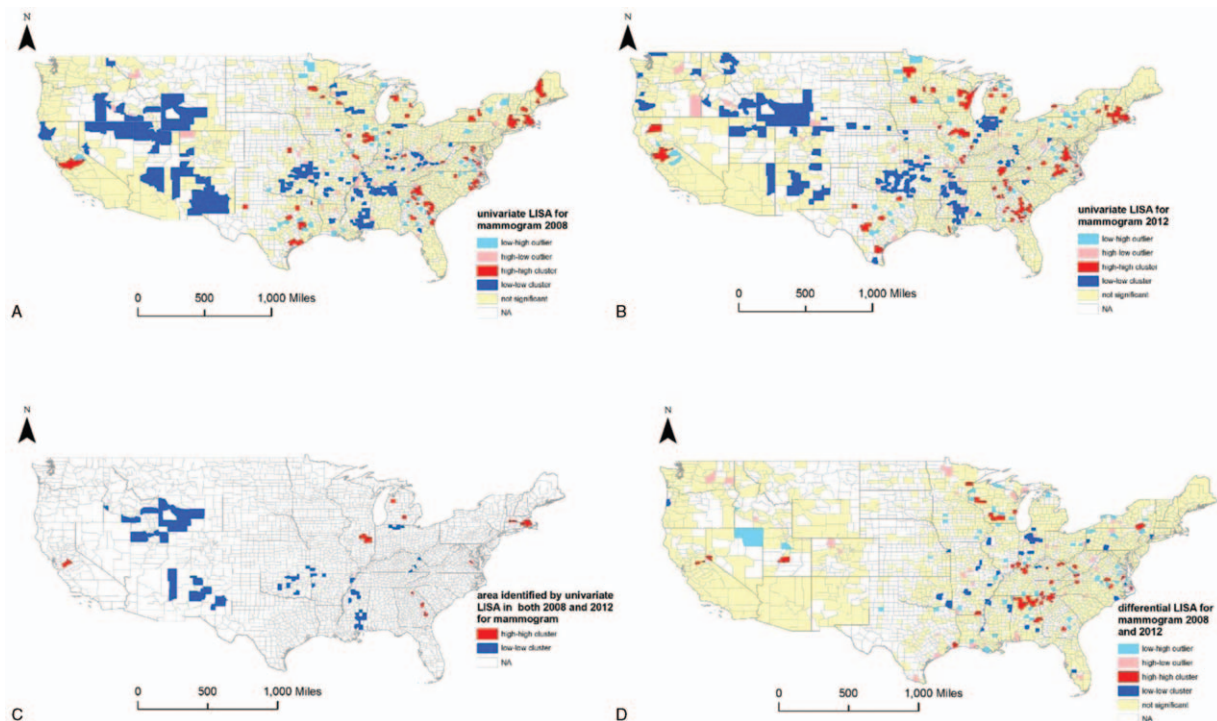 N
univariate LISA for
mammogram 2008
low-high outlier
high-low outlier
high-high cluster
low-low cluster
not significant
NA
0 500 1,000 Miles
A
N
univariate LISA for
mammogram 2012
low-high outlier
high-low outlier
high-high cluster
low-low cluster
not significant
NA
0 500 1,000 Miles
B
N
area identified by univariate
LISA in both 2008 and 2012
for mammogram
high-high cluster
low-low cluster
NA
0 500 1,000 Miles
C
N
differential LISA for
mammogram 2008
and 2012
low-high outlier
high-low outlier
high-high cluster
low-low cluster
not significant
NA
0 500 1,000 Miles
D